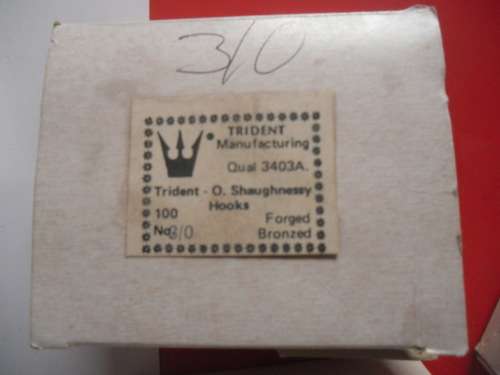 3/0
TRIDENT
Manufacturing
Qual 3403A.
Trident - O. Shaughnessy
Hooks
100
Forged
No 3/0
Bronzed